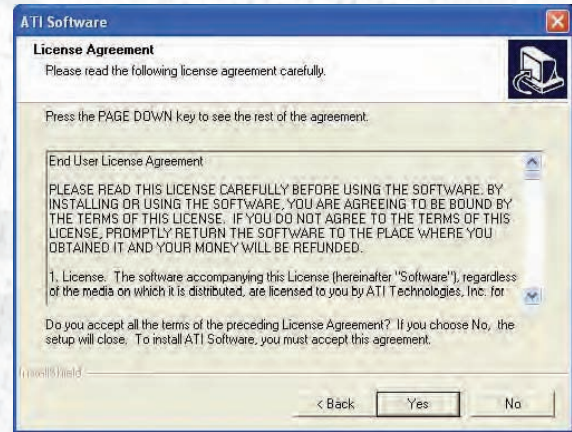 ATI Software
License Agreement
Please read the following license agreement carefully.
Press the PAGE DOWN key to see the rest of the agreement.
End User License Agreement
PLEASE READ THIS LICENSE CAREFULLY BEFORE USING THE SOFTWARE. BY
INSTALLING OR USING THE SOFTWARE, YOU ARE AGREEING TO BE BOUND BY
THE TERMS OF THIS LICENSE. IF YOU DO NOT AGREE TO THE TERMS OF THIS
LICENSE, PROMPTLY RETURN THE SOFTWARE TO THE PLACE WHERE YOU
OBTAINED IT AND YOUR MONEY WILL BE REFUNDED.
1. License. The software accompanying this License (hereinafter "Software"), regardless
of the media on which it is distributed, are licensed to you by ATI Technologies, Inc. for
Do you accept all the terms of the preceding License Agreement? If you choose No, the
setup will close. To install ATI Software, you must accept this agreement.
InstallShield
< Back Yes No